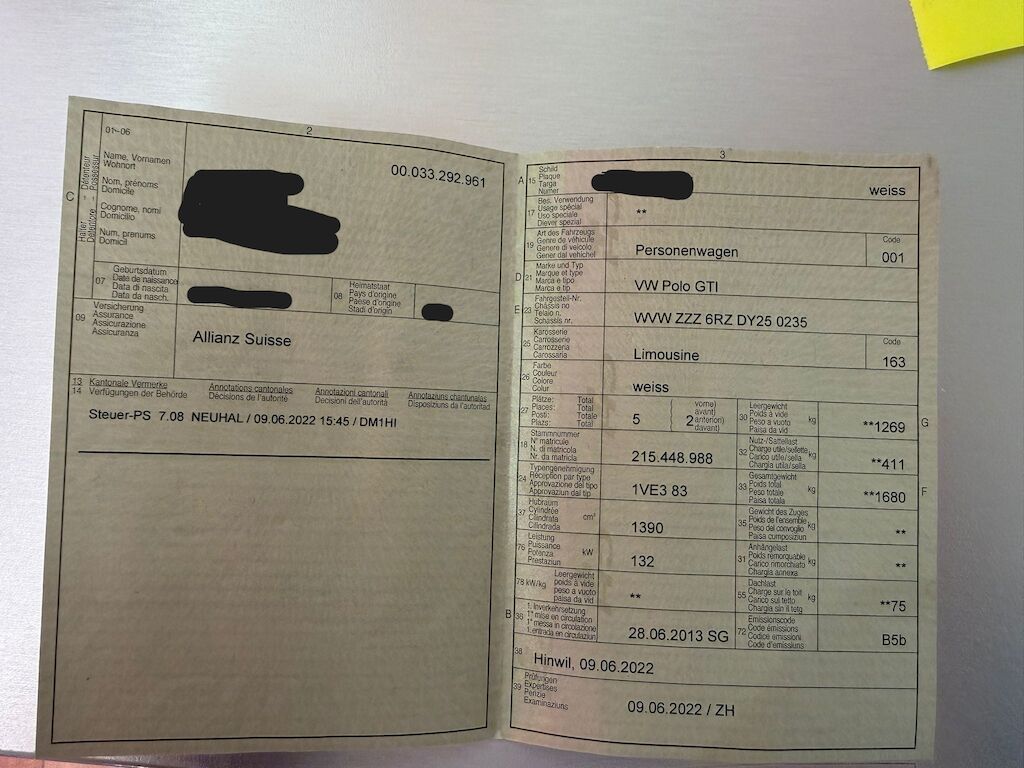 2
01-06
00.033.292.961
C
Halter - Détenteur
Detentore - Possessur
Name, Vornamen
Wohnort
Nom, prénoms
Domicile
Cognome, nomi
Domicilio
Num, prenums
Domicil
07
Geburtsdatum
Date de naissance
Data di nascita
Data da nasch.
08
Heimatstaat
Pays d'origine
Paese d'origine
Stadi d'origin
09
Versicherung
Assurance
Assicurazione
Assicuranza
Allianz Suisse
13 Kantonale Vermerke Annotations cantonales Annotazioni cantonali Annotaziuns chantunalas
14 Verfügungen der Behörde Décisions de l'autorité Decisioni dell'autorità Disposiziuns da l'autoritad
Steuer-PS 7.08 NEUHAL / 09.06.2022 15:45 / DM1HI
3
A 15
Schild
Plaque
Targa
Numer
weiss
17
Bes. Verwendung
Usage spécial
Uso speciale
Diever spezial
**
19
Art des Fahrzeugs
Genre de véhicule
Genere di veicolo
Gener dal vehichel
Personenwagen
Code
001
D 21
Marke und Typ
Marque et type
Marca e tipo
Marca e tip
VW Polo GTI
E 23
Fahrgestell-Nr.
Châssis no
Telaio n.
Schassis nr.
WVW ZZZ 6RZ DY25 0235
25
Karosserie
Carrosserie
Carrozzeria
Carossaria
Limousine
Code
163
26
Farbe
Couleur
Colore
Colur
weiss
27
Plätze: Total
Places: Total
Posti: Totale
Plazs: Total
5
2
vorne)
avant)
anteriori)
davant)
30
Leergewicht
Poids à vide
Peso a vuoto
Paisa da vid
kg
**1269
G
18
Stammnummer
N° matricule
N. di matricola
Nr. da matricla
215.448.988
32
Nutz-/Sattellast
Charge utile/sellette
Carico utile/sella
Chargia utila/sella
kg
**411
24
Typengenehmigung
Réception par type
Approvazione del tipo
Approvaziun dal tip
1VE3 83
33
Gesamtgewicht
Poids total
Peso totale
Paisa totala
kg
**1680
F
37
Hubraum
Cylindrée
Cilindrata
Cilindrada
cm³
1390
35
Gewicht des Zuges
Poids de l'ensemble
Peso del convoglio
Paisa cumposiziun
kg
**
76
Leistung
Puissance
Potenza
Prestaziun
kW
132
31
Anhängelast
Poids remorquable
Carico rimorchiato
Chargia annexa
kg
**
78 kW/kg
Leergewicht
poids à vide
peso a vuoto
paisa da vid
**
55
Dachlast
Charge sur le toit
Carico sul tetto
Chargia sin il tetg
kg
**75
B 36
1. Inverkehrsetzung
1re mise en circulation
1a messa in circolazione
1. entrada en circulaziun
28.06.2013 SG
72
Emissionscode
Code émissions
Codice emissioni
Code d'emissiuns
B5b
38
Hinwil, 09.06.2022
39
Prüfungen
Expertises
Perizie
Examinaziuns
09.06.2022 / ZH